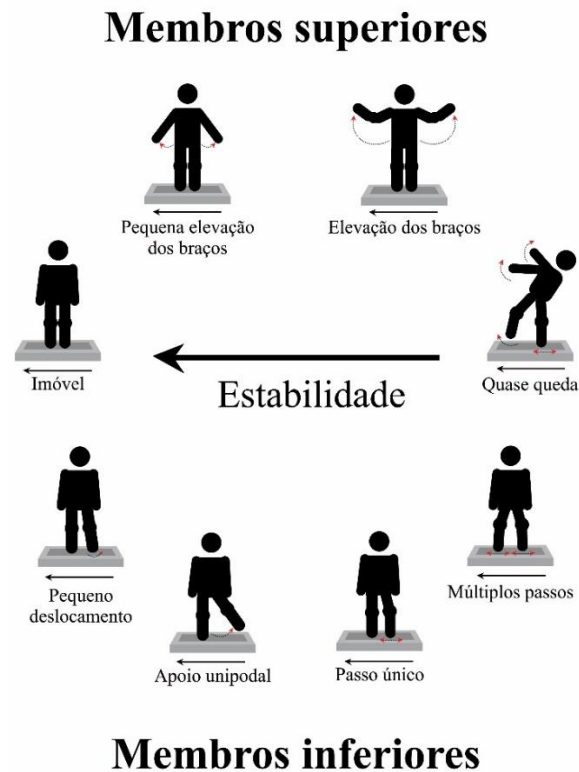 Membros superiores
Pequena elevação
dos braços
Elevação dos braços
Imóvel
Estabilidade
Quase queda
Pequeno
deslocamento
Apoio unipodal
Passo único
Múltiplos passos
Membros inferiores